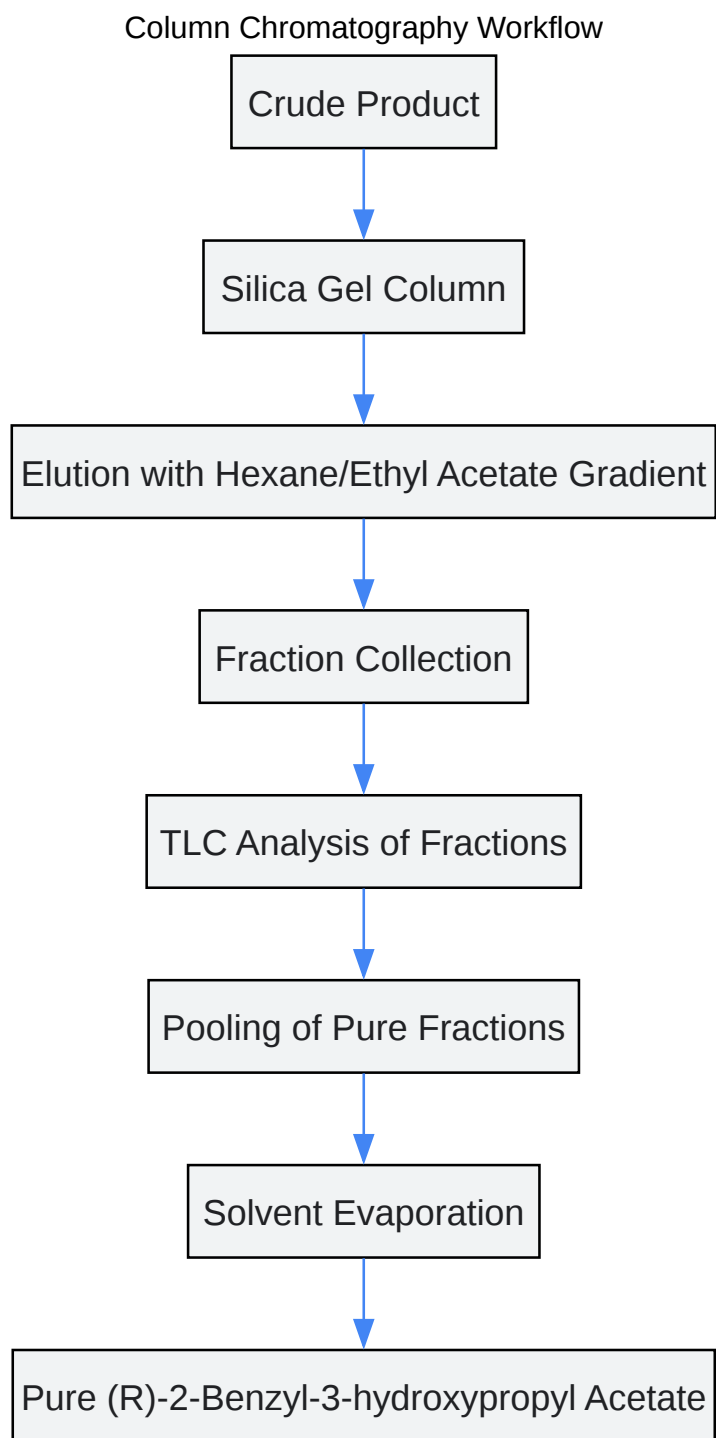 Column Chromatography Workflow
Crude Product
Silica Gel Column
Elution with Hexane/Ethyl Acetate Gradient
Fraction Collection
TLC Analysis of Fractions
Pooling of Pure Fractions
Solvent Evaporation
Pure (R)-2-Benzyl-3-hydroxypropyl Acetate